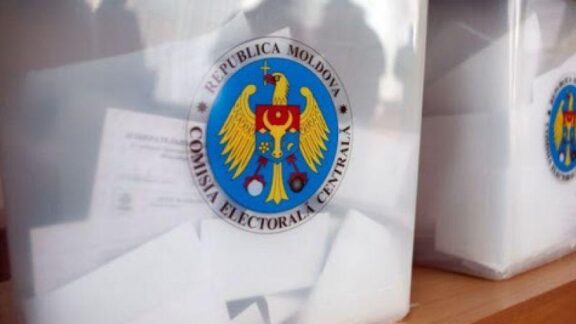 REPUBLICA MOLDOVA
COMISIA ELECTORALĂ CENTRALĂ